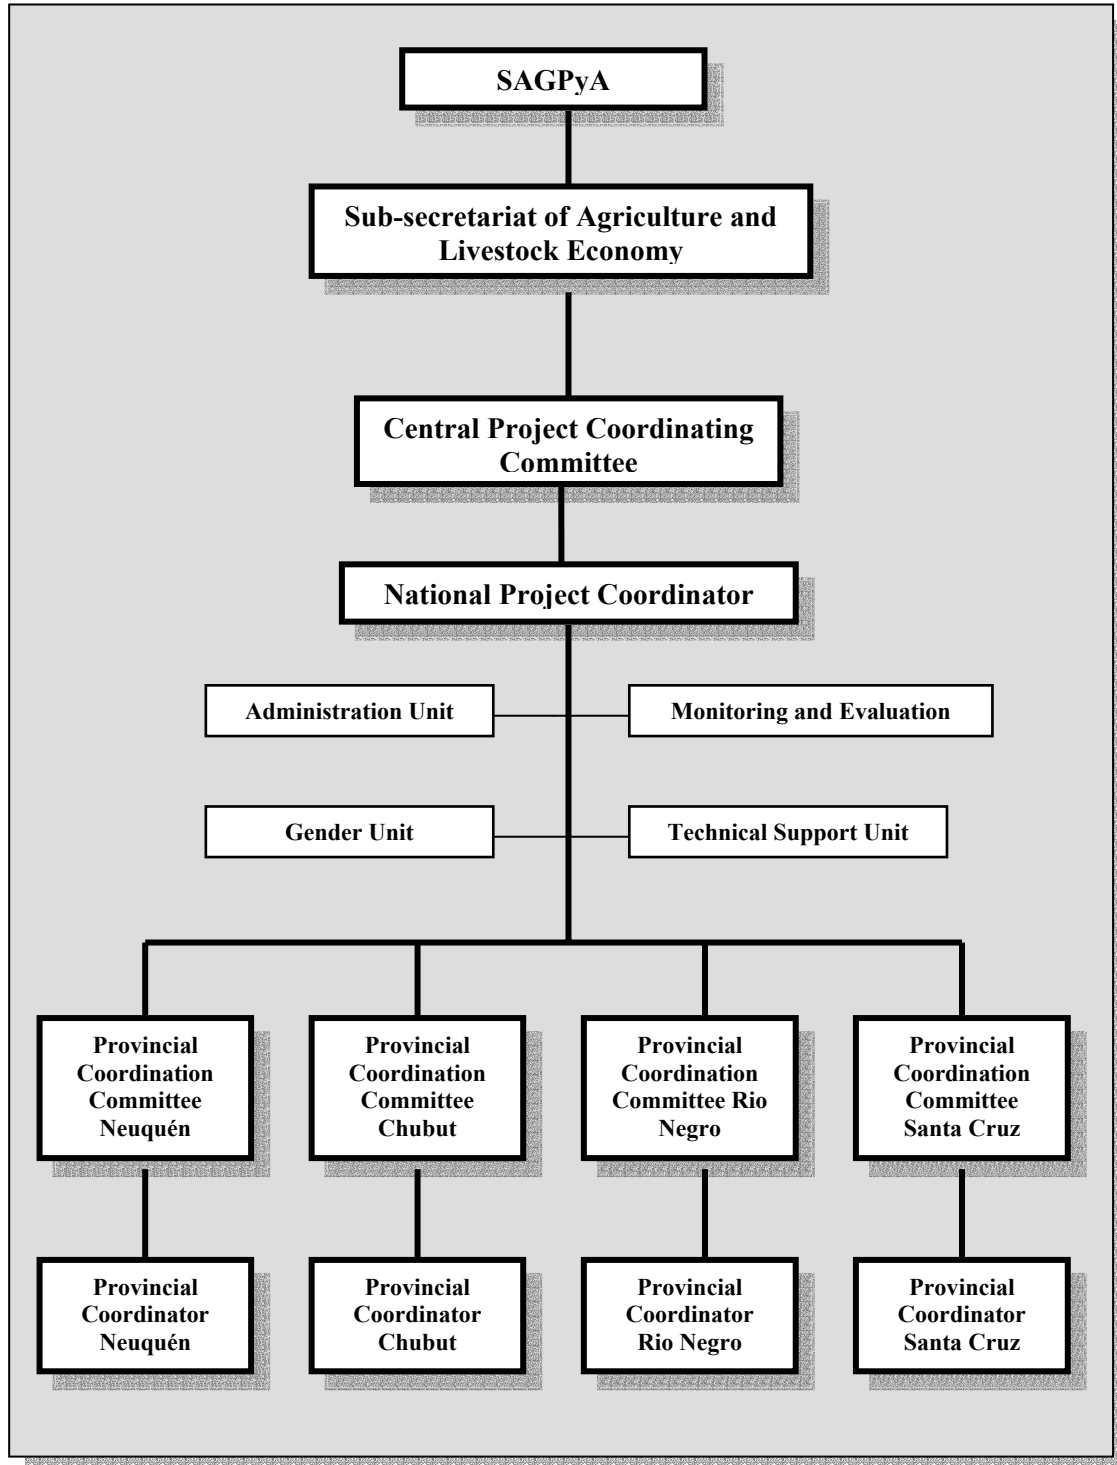 SAGPyA
Sub-secretariat of Agriculture and
Livestock Economy
Central Project Coordinating
Committee
National Project Coordinator
Administration Unit
Monitoring and Evaluation
Gender Unit
Technical Support Unit
Provincial
Coordination
Committee
Neuquén
Provincial
Coordination
Committee
Chubut
Provincial
Coordination
Committee Rio
Negro
Provincial
Coordination
Committee
Santa Cruz
Provincial
Coordinator
Neuquén
Provincial
Coordinator
Chubut
Provincial
Coordinator
Rio Negro
Provincial
Coordinator
Santa Cruz